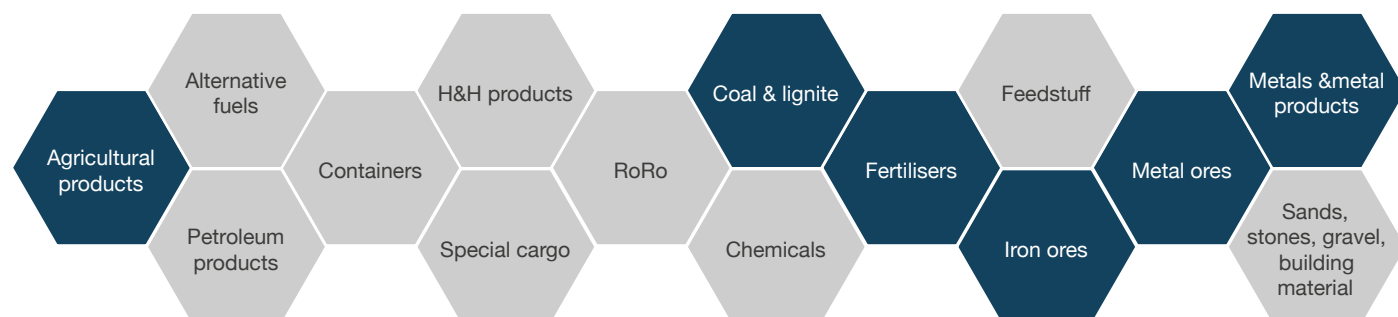 Agricultural
products
Alternative
fuels
Petroleum
products
Containers
H&H products
Special cargo
RoRo
Coal & lignite
Chemicals
Fertilisers
Feedstuff
Iron ores
Metal ores
Metals &metal
products
Sands,
stones, gravel,
building
material